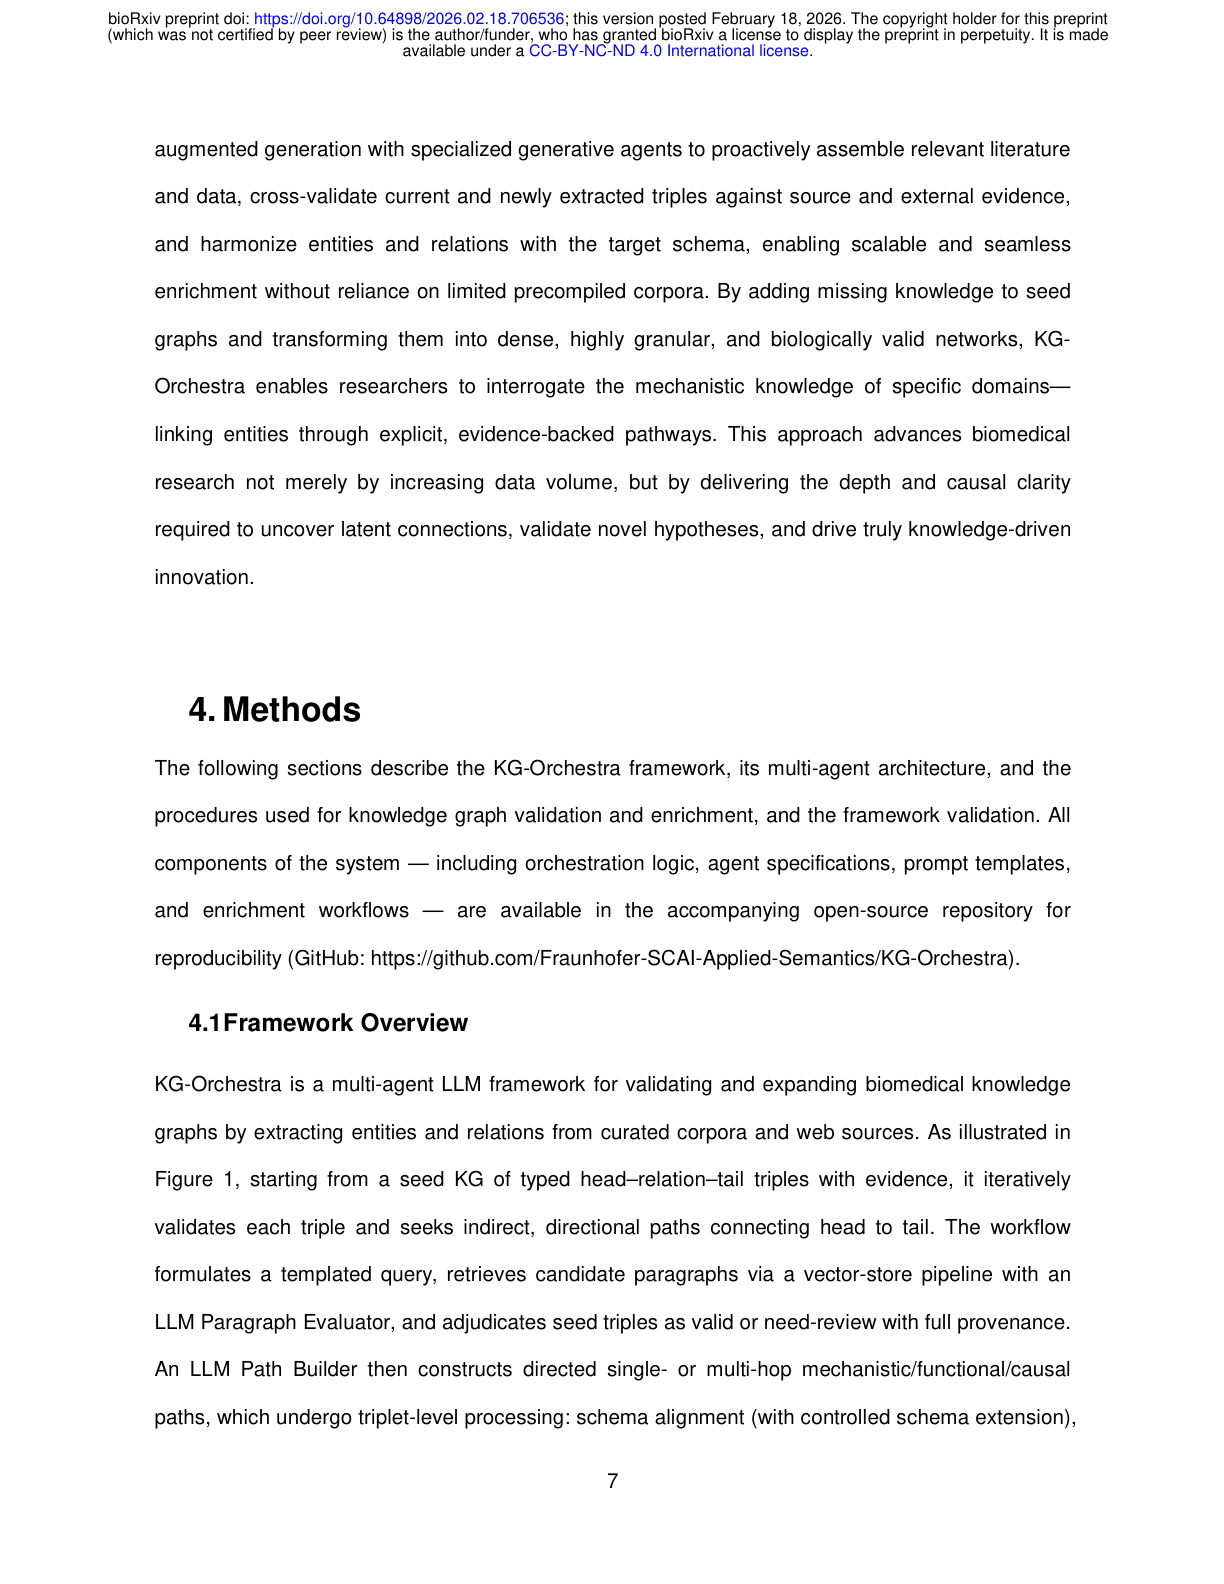 bioRxiv preprint doi: https://doi.org/10.64898/2026.02.18.706536; this version posted February 18, 2026. The copyright holder for this preprint
(which was not certified by peer review) is the author/funder, who has granted bioRxiv a license to display the preprint in perpetuity. It is made
available under a CC-BY-NC-ND 4.0 International license.
augmented generation with specialized generative agents to proactively assemble relevant literature
and data, cross-validate current and newly extracted triples against source and external evidence,
and harmonize entities and relations with the target schema, enabling scalable and seamless
enrichment without reliance on limited precompiled corpora. By adding missing knowledge to seed
graphs and transforming them into dense, highly granular, and biologically valid networks, KG-
Orchestra enables researchers to interrogate the mechanistic knowledge of specific domains—
linking entities through explicit, evidence-backed pathways. This approach advances biomedical
research not merely by increasing data volume, but by delivering the depth and causal clarity
required to uncover latent connections, validate novel hypotheses, and drive truly knowledge-driven
innovation.
4. Methods
The following sections describe the KG-Orchestra framework, its multi-agent architecture, and the
procedures used for knowledge graph validation and enrichment, and the framework validation. All
components of the system — including orchestration logic, agent specifications, prompt templates,
and enrichment workflows — are available in the accompanying open-source repository for
reproducibility (GitHub: https://github.com/Fraunhofer-SCAI-Applied-Semantics/KG-Orchestra).
4.1Framework Overview
KG-Orchestra is a multi-agent LLM framework for validating and expanding biomedical knowledge
graphs by extracting entities and relations from curated corpora and web sources. As illustrated in
Figure 1, starting from a seed KG of typed head–relation–tail triples with evidence, it iteratively
validates each triple and seeks indirect, directional paths connecting head to tail. The workflow
formulates a templated query, retrieves candidate paragraphs via a vector-store pipeline with an
LLM Paragraph Evaluator, and adjudicates seed triples as valid or need-review with full provenance.
An LLM Path Builder then constructs directed single- or multi-hop mechanistic/functional/causal
paths, which undergo triplet-level processing: schema alignment (with controlled schema extension),
7